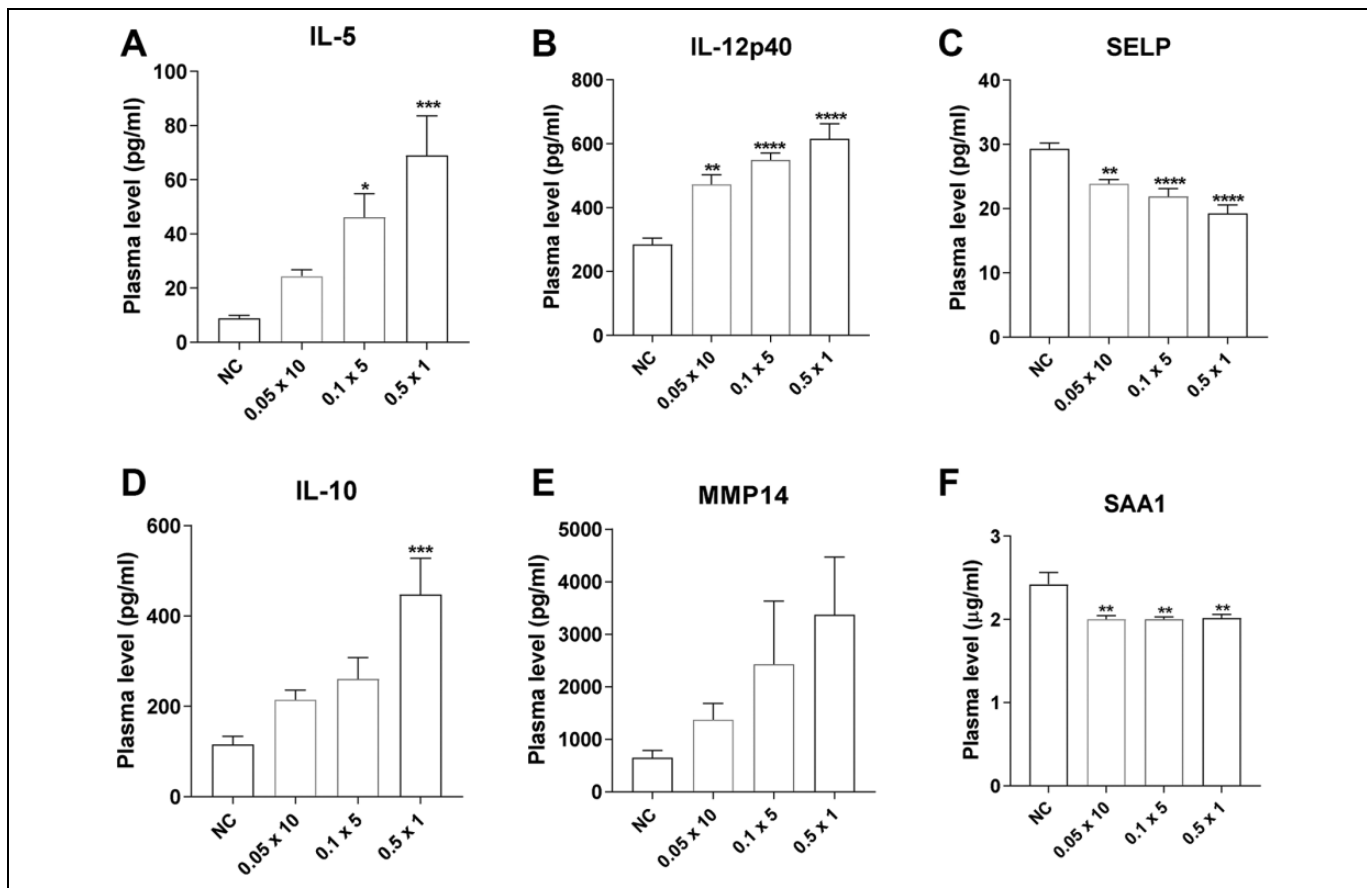 A
IL-5
Plasma level (pg/ml)
100
80
60
40
20
0
*
***
NC
0.05 x 10
0.1 x 5
0.5 x 1
B
IL-12p40
Plasma level (pg/ml)
800
600
400
200
0
**
****
****
NC
0.05 x 10
0.1 x 5
0.5 x 1
C
SELP
Plasma level (pg/ml)
40
30
20
10
0
**
****
****
NC
0.05 x 10
0.1 x 5
0.5 x 1
D
IL-10
Plasma level (pg/ml)
600
400
200
0
***
NC
0.05 x 10
0.1 x 5
0.5 x 1
E
MMP14
Plasma level (pg/ml)
5000
4000
3000
2000
1000
0
NC
0.05 x 10
0.1 x 5
0.5 x 1
F
SAA1
Plasma level (μg/ml)
3
2
1
0
**
**
**
NC
0.05 x 10
0.1 x 5
0.5 x 1